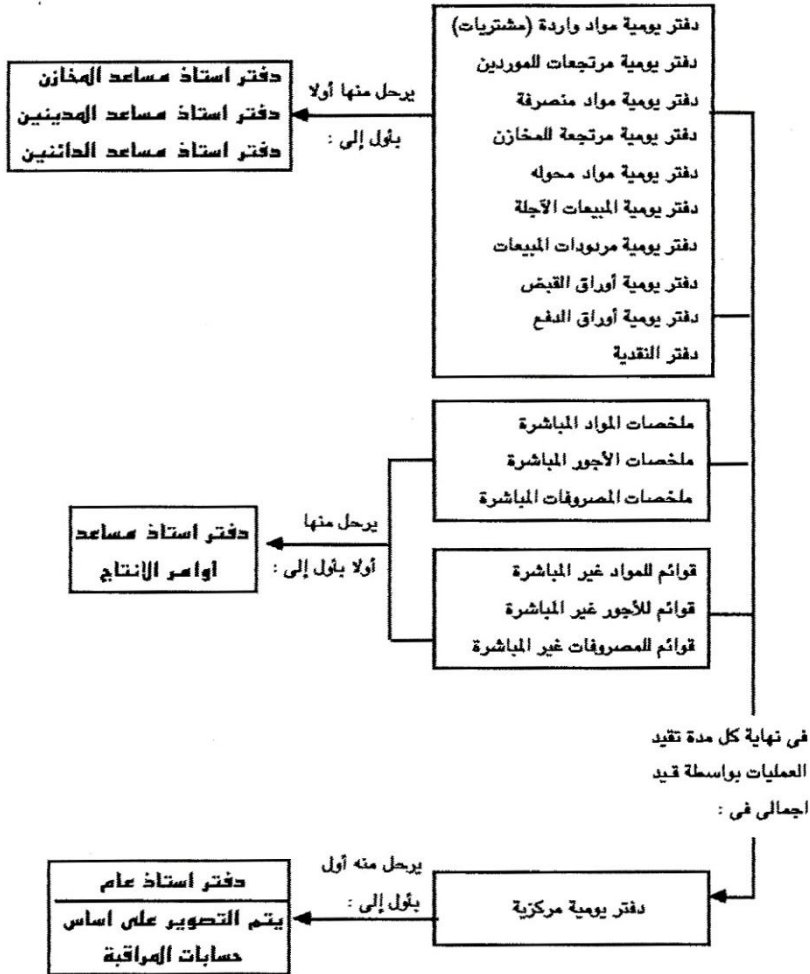 دفتر يومية مواد واردة (مشتريات)
دفتر يومية مرتجعات للموردين
دفتر يومية مواد منصرفة
دفتر يومية مرتجعة للمخازن
دفتر يومية مواد محوله
دفتر يومية المبيعات الآجلة
دفتر يومية مردودات المبيعات
دفتر يومية أوراق القبض
دفتر يومية أوراق الدفع
دفتر النقدية
يرحل منها أولا
بأول إلى :
دفتر استاذ مساعد المخازن
دفتر استاذ مساعد المدينين
دفتر استاذ مساعد الدائنين
ملخصات المواد المباشرة
ملخصات الأجور المباشرة
ملخصات المصروفات المباشرة
قوائم للمواد غير المباشرة
قوائم للأجور غير المباشرة
قوائم للمصروفات غير المباشرة
يرحل منها
أولا بأول إلى :
دفتر استاذ مساعد
اوامر الانتاج
فى نهاية كل مدة تقيد
العمليات بواسطة قيد
اجمالى فى :
دفتر يومية مركزية
يرحل منه أول
بأول إلى :
دفتر استاذ عام
يتم التصوير على اساس
حسابات المراقبة